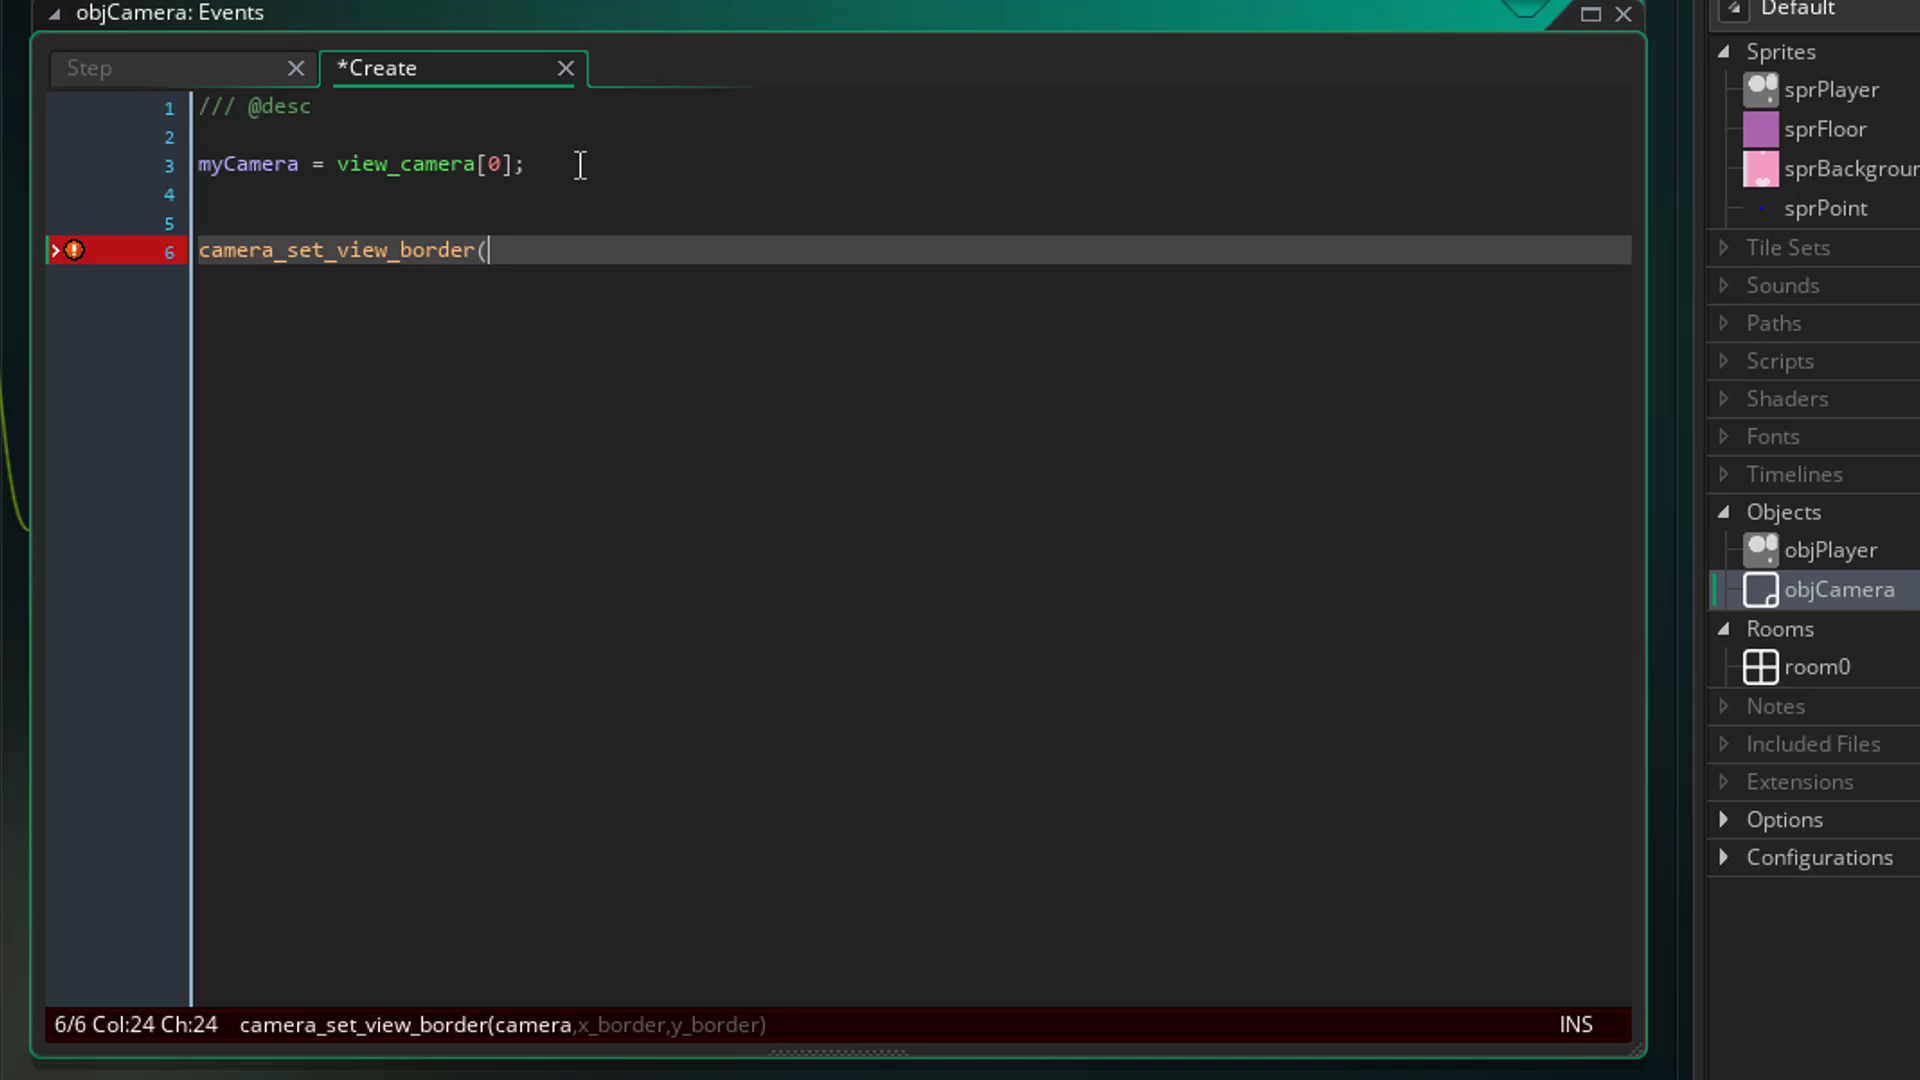 objCamera: Events
Default
Step
*Create
1 /// @desc
2
3 myCamera = view_camera[0];
4
5
6 camera_set_view_border(
6/6 Col:24 Ch:24 camera_set_view_border(camera,x_border,y_border) INS
Sprites
sprPlayer
sprFloor
sprBackgroun
sprPoint
Tile Sets
Sounds
Paths
Scripts
Shaders
Fonts
Timelines
Objects
objPlayer
objCamera
Rooms
room0
Notes
Included Files
Extensions
Options
Configurations